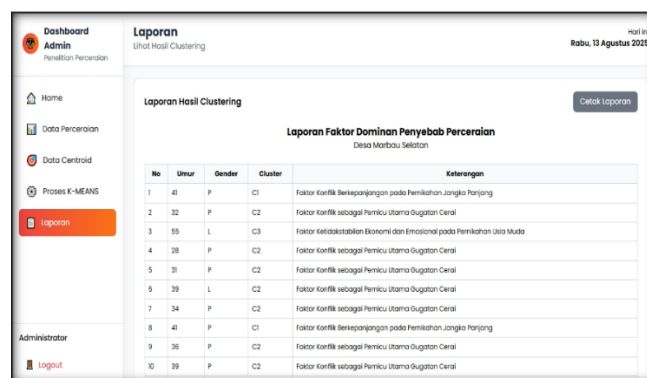 Dashboard
Admin
Penelitian Perceraian
Home
Data Perceraian
Data Centroid
Proses K-MEANS
Laporan
Administrator
Logout
Laporan
Lihat Hasil Clustering
Hari ini
Rabu, 13 Agustus 2025
Laporan Hasil Clustering
Cetak Laporan
Laporan Faktor Dominan Penyebab Perceraian
Desa Marbau Selatan
No Umur Gender Cluster Keterangan
1 41 P C1 Faktor Konflik Berkepanjangan pada Pernikahan Jangka Panjang
2 32 P C2 Faktor Konflik sebagai Pemicu Utama Gugatan Cerai
3 55 L C3 Faktor Ketidakstabilan Ekonomi dan Emosional pada Pernikahan Usia Muda
4 28 P C2 Faktor Konflik sebagai Pemicu Utama Gugatan Cerai
5 31 P C2 Faktor Konflik sebagai Pemicu Utama Gugatan Cerai
6 39 L C2 Faktor Konflik sebagai Pemicu Utama Gugatan Cerai
7 34 P C2 Faktor Konflik sebagai Pemicu Utama Gugatan Cerai
8 41 P C1 Faktor Konflik Berkepanjangan pada Pernikahan Jangka Panjang
9 36 P C2 Faktor Konflik sebagai Pemicu Utama Gugatan Cerai
10 39 P C2 Faktor Konflik sebagai Pemicu Utama Gugatan Cerai